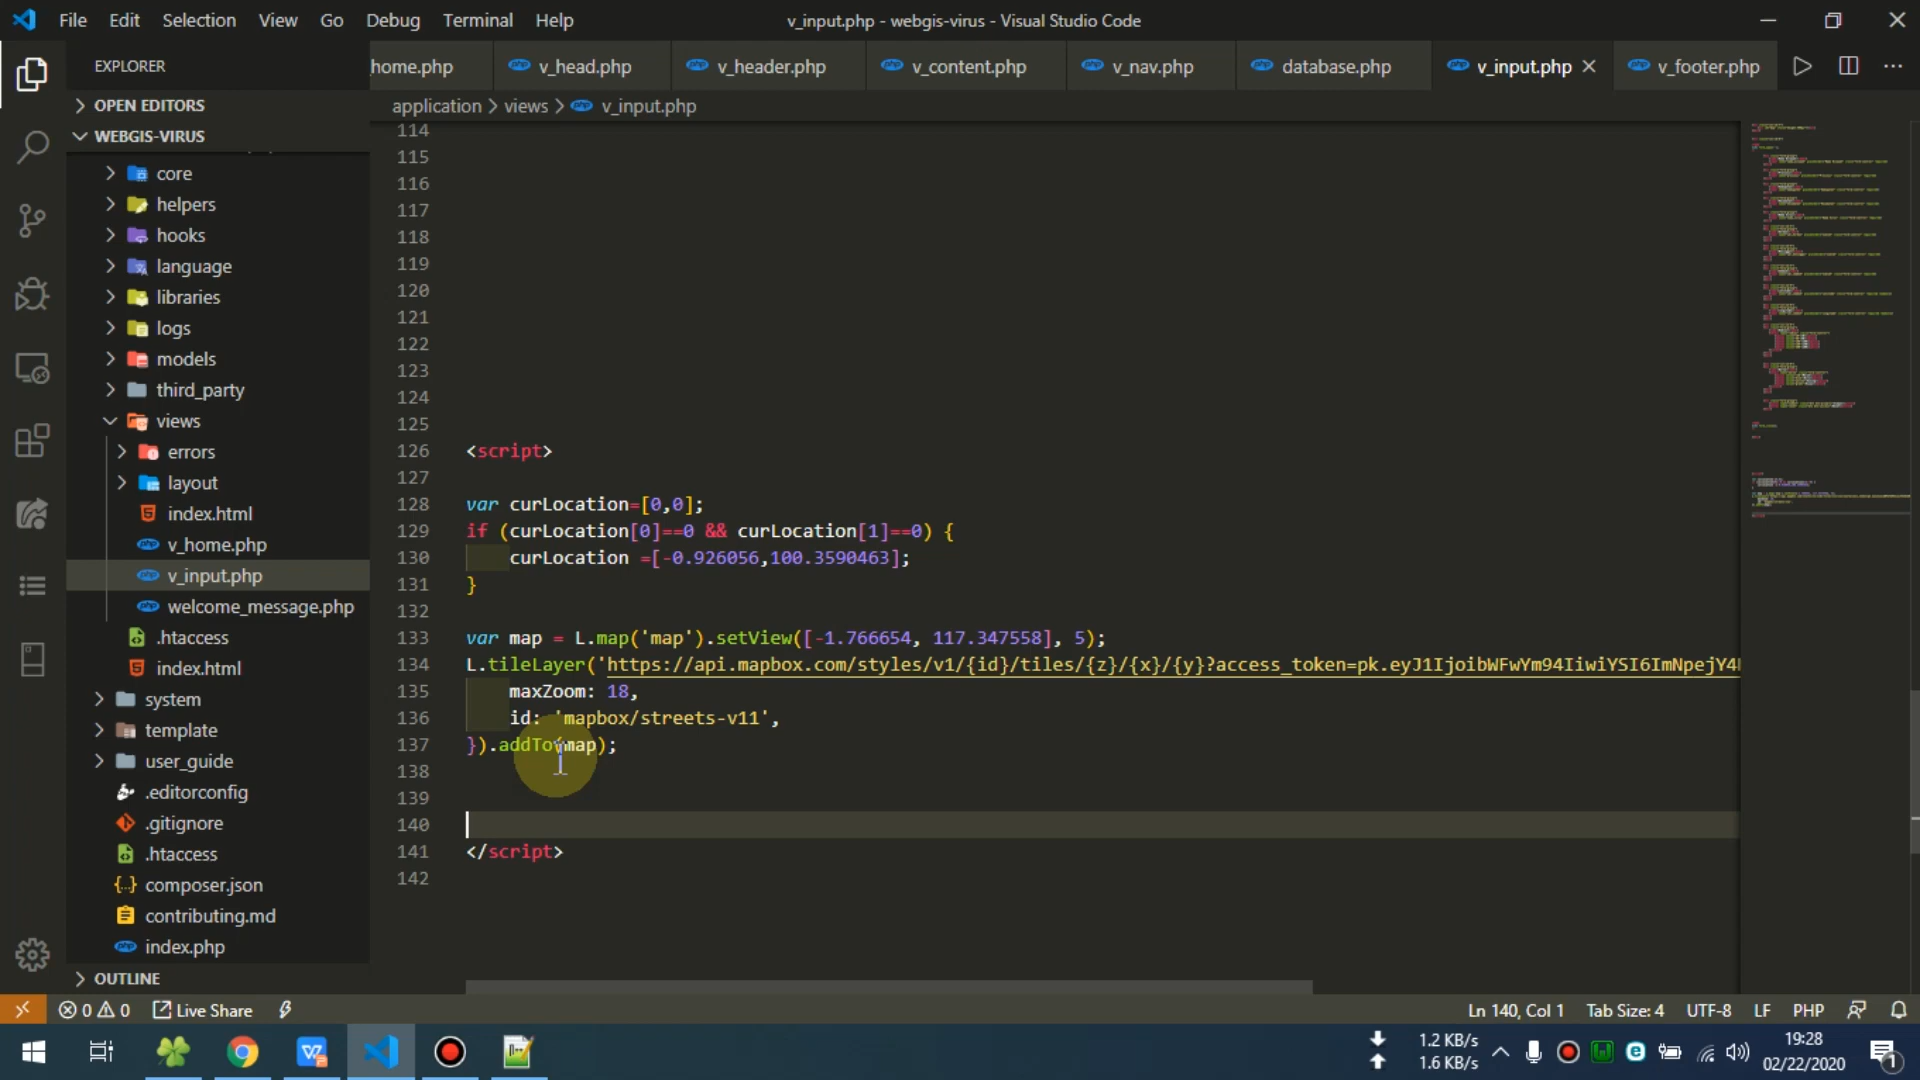 File Edit Selection View Go Debug Terminal Help
v_input.php - webgis-virus - Visual Studio Code
EXPLORER
OPEN EDITORS
WEBGIS-VIRUS
core
helpers
hooks
language
libraries
logs
models
third_party
views
errors
layout
index.html
v_home.php
v_input.php
welcome_message.php
.htaccess
index.html
system
template
user_guide
.editorconfig
.gitignore
.htaccess
composer.json
contributing.md
index.php
OUTLINE
home.php v_head.php v_header.php v_content.php v_nav.php database.php v_input.php v_footer.php
application > views > v_input.php
114
115
116
117
118
119
120
121
122
123
124
125
126 <script>
127
128 var curLocation=[0,0];
129 if (curLocation[0]==0 && curLocation[1]==0) {
130 curLocation =[-0.926056,100.3590463];
131 }
132
133 var map = L.map('map').setView([-1.766654, 117.347558], 5);
134 L.tileLayer('https://api.mapbox.com/styles/v1/{id}/tiles/{z}/{x}/{y}?access_token=pk.eyJ1IjoibWFwYm94IiwiYSI6ImNpejY4
135 maxZoom: 18,
136 id: 'mapbox/streets-v11',
137 }).addTo(map);
138
139
140
141 </script>
142
0 0 Live Share
Ln 140, Col 1 Tab Size: 4 UTF-8 LF PHP
1.2 KB/s
1.6 KB/s
19:28
02/22/2020
1